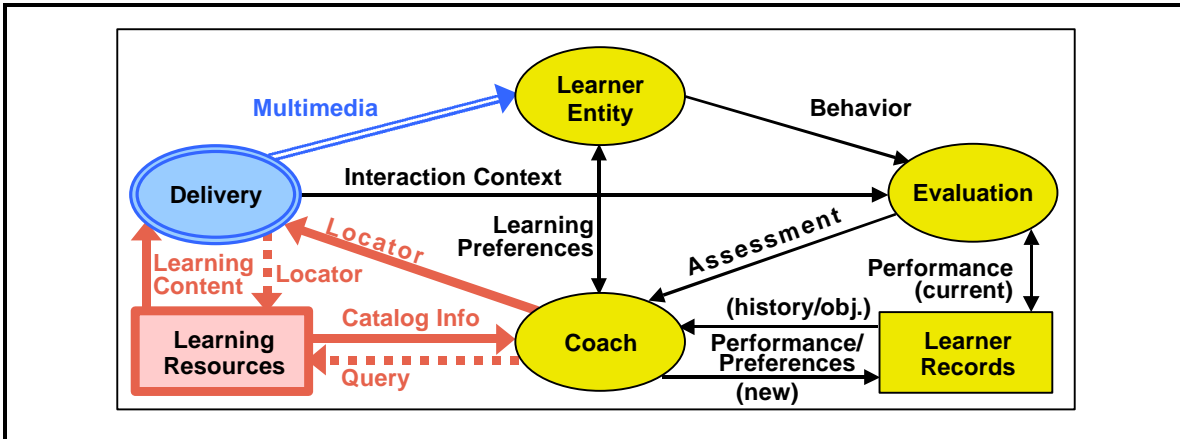 Learner
Entity
Multimedia
Behavior
Delivery
Interaction Context
Evaluation
Learning
Preferences
Locator
Assessment
Learning
Content
Locator
Performance
(current)
(history/obj.)
Learning
Resources
Catalog Info
Query
Coach
Performance/
Preferences
(new)
Learner
Records